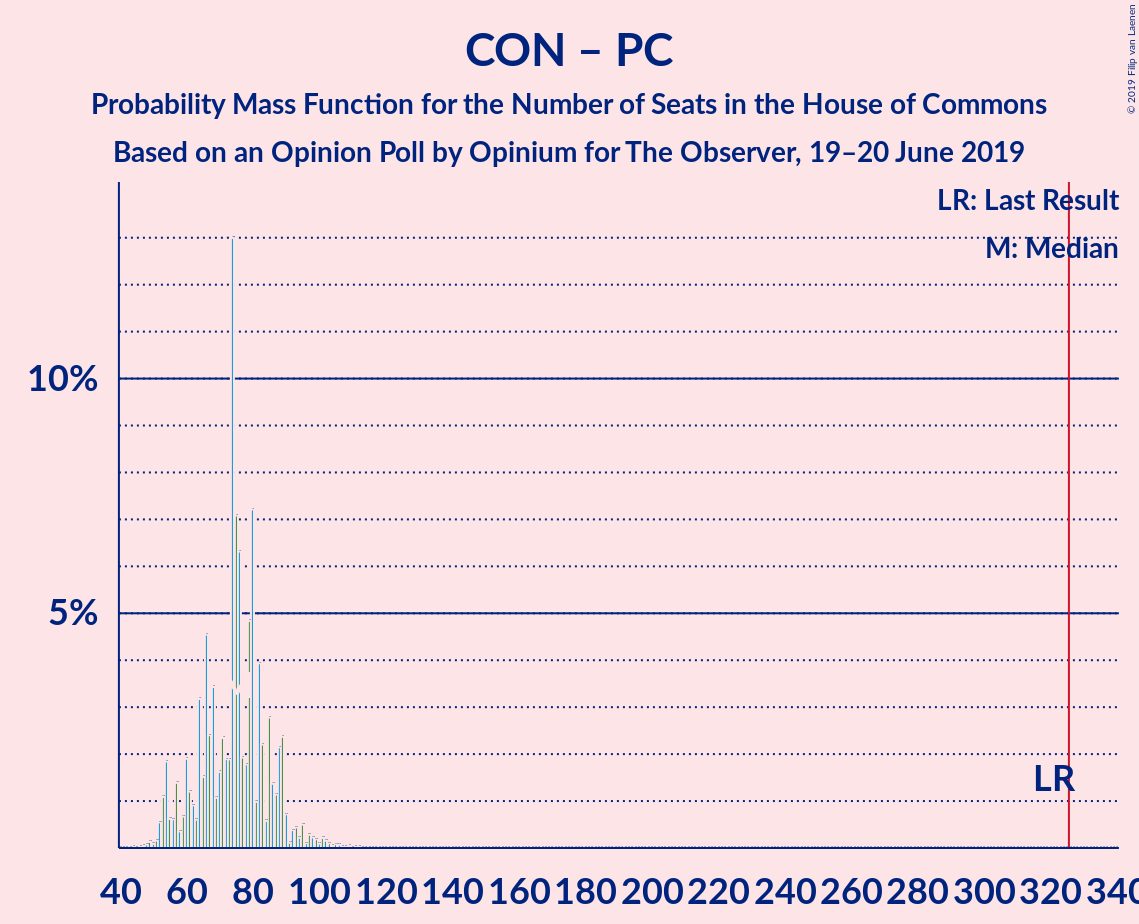 CON – PC
Probability Mass Function for the Number of Seats in the House of Commons
Based on an Opinion Poll by Opinium for The Observer, 19–20 June 2019
© 2019 Filip van Laenen
LR: Last Result
M: Median
10%
5%
LR
40 60 80 100 120 140 160 180 200 220 240 260 280 300 320 340